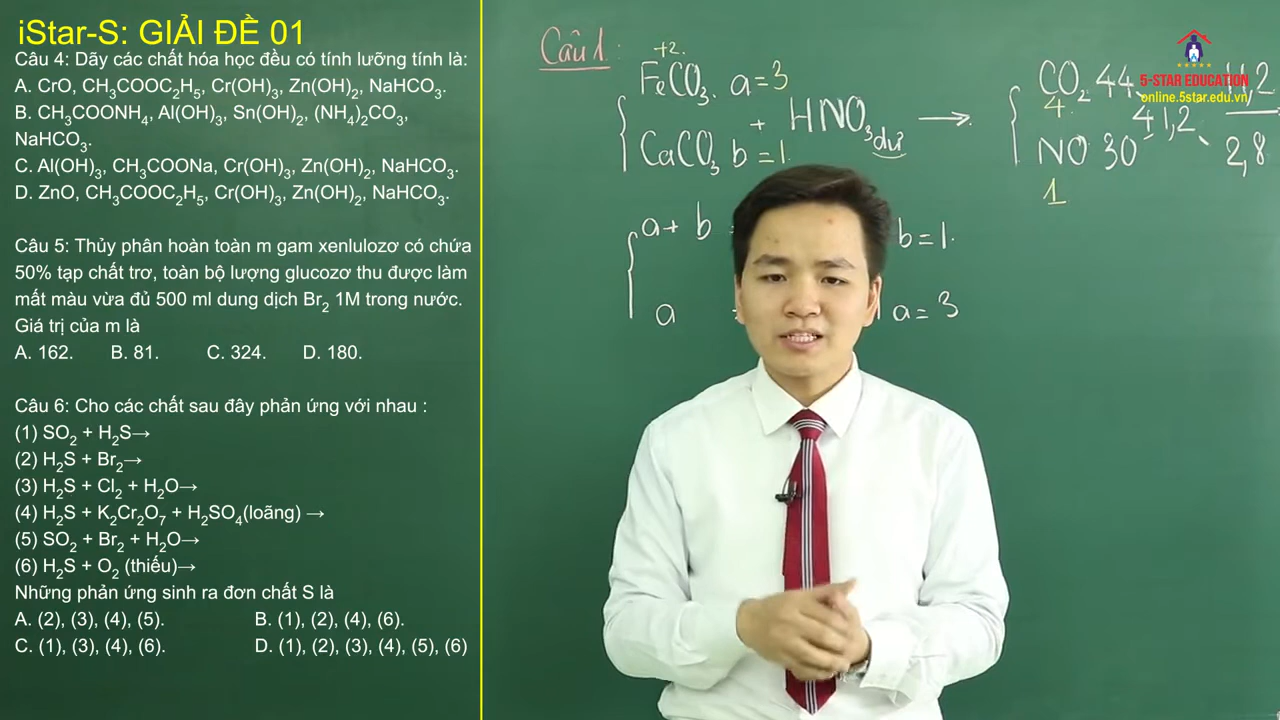 iStar-S: GIẢI ĐỀ 01
Câu 4: Dãy các chất hóa học đều có tính lưỡng tính là:
A. CrO, CH₃COOC₂H₅, Cr(OH)₃, Zn(OH)₂, NaHCO₃.
B. CH₃COONH₄, Al(OH)₃, Sn(OH)₂, (NH₄)₂CO₃,
NaHCO₃.
C. Al(OH)₃, CH₃COONa, Cr(OH)₃, Zn(OH)₂, NaHCO₃.
D. ZnO, CH₃COOC₂H₅, Cr(OH)₃, Zn(OH)₂, NaHCO₃.
Câu 5: Thủy phân hoàn toàn m gam xenlulozơ có chứa
50% tạp chất trơ, toàn bộ lượng glucozơ thu được làm
mất màu vừa đủ 500 ml dung dịch Br₂ 1M trong nước.
Giá trị của m là
A. 162. B. 81. C. 324. D. 180.
Câu 6: Cho các chất sau đây phản ứng với nhau :
(1) SO₂ + H₂S→
(2) H₂S + Br₂→
(3) H₂S + Cl₂ + H₂O→
(4) H₂S + K₂Cr₂O₇ + H₂SO₄(loãng) →
(5) SO₂ + Br₂ + H₂O→
(6) H₂S + O₂ (thiếu)→
Những phản ứng sinh ra đơn chất S là
A. (2), (3), (4), (5). B. (1), (2), (4), (6).
C. (1), (3), (4), (6). D. (1), (2), (3), (4), (5), (6)
Câu 1:
+2
FeCO₃. a = 3
+ HNO₃ dư →
CaCO₃ b = 1
CO₂ 44 11,2
4 41,2
NO 30 2,8
1
a + b = b = 1.
a = a = 3
5-STAR EDUCATION
online.5star.edu.vn